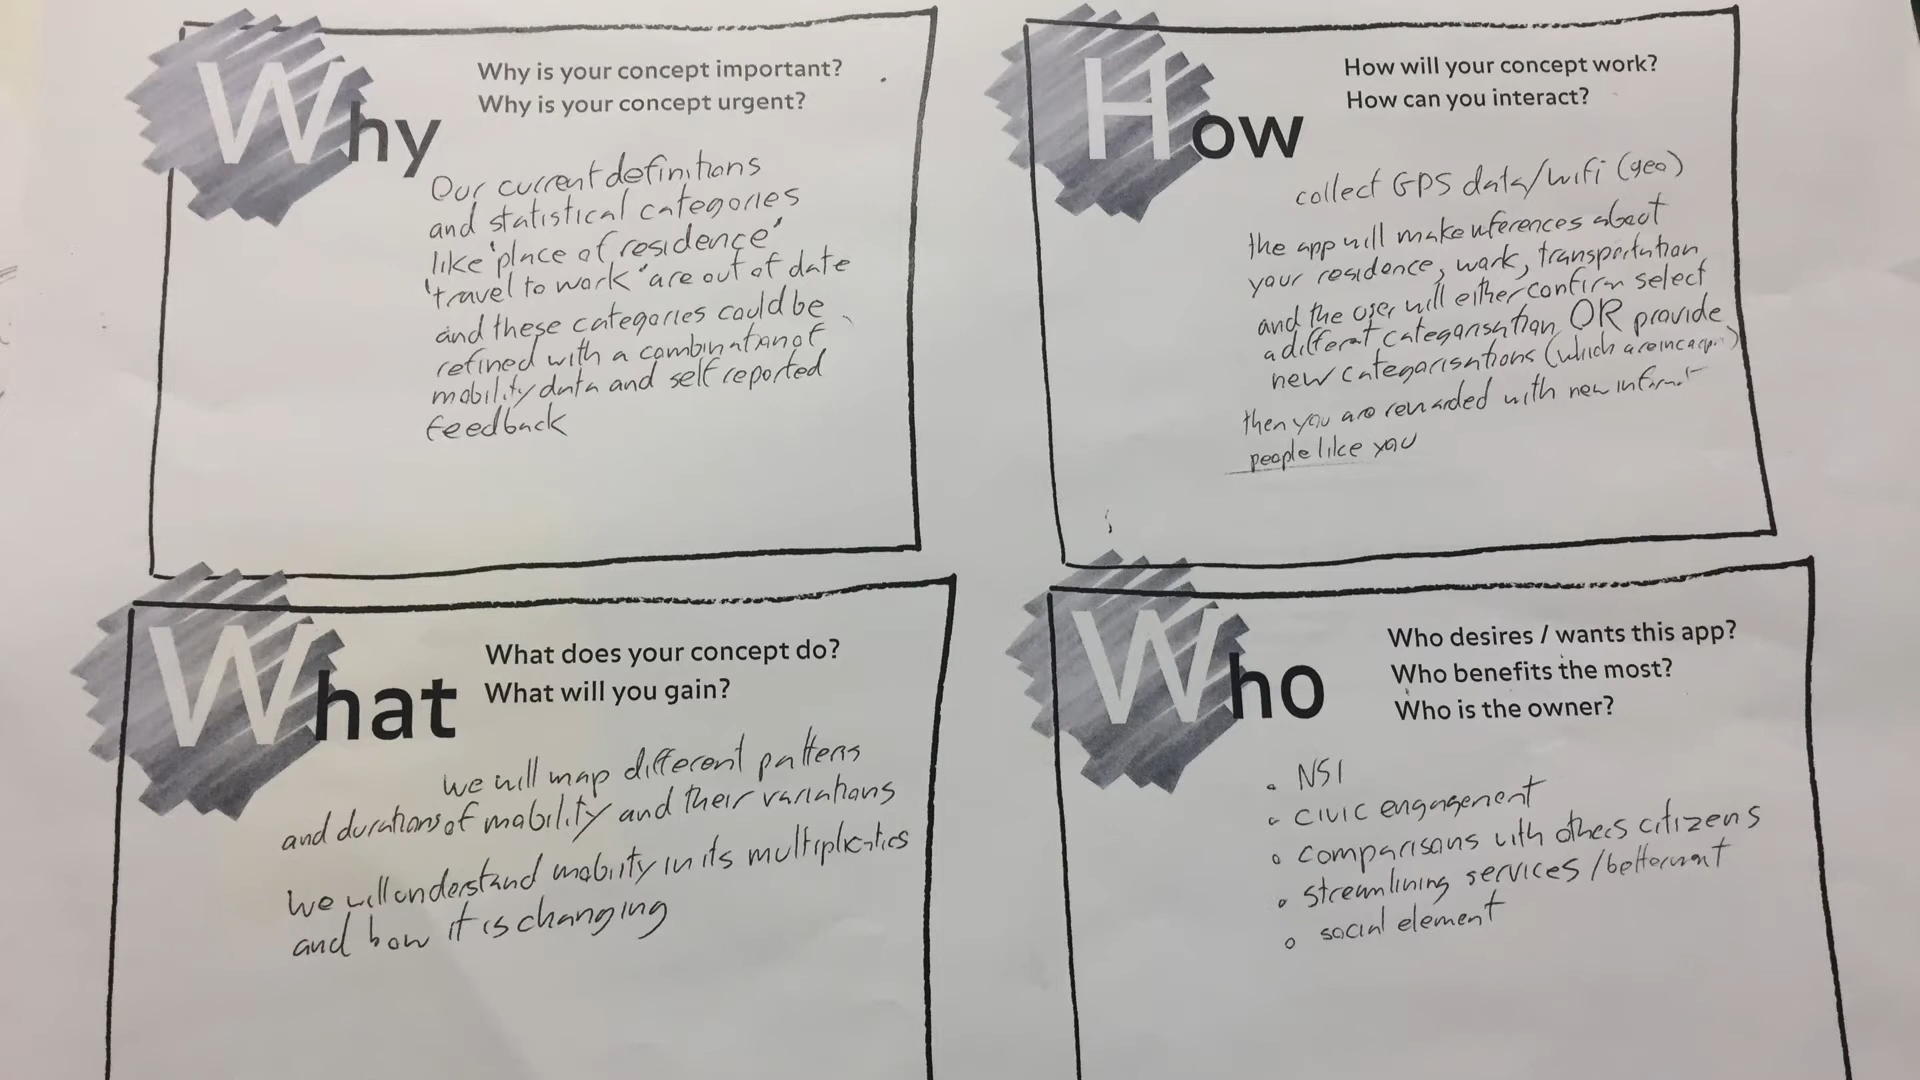 Why
Why is your concept important?
Why is your concept urgent?
Our current definitions
and statistical categories
like 'place of residence'
'travel to work' are out of date
and these categories could be
refined with a combination of
mobility data and self reported
feedback
How
How will your concept work?
How can you interact?
collect GPS data/wifi (geo)
the app will make inferences about
your residence, work, transportation
and the user will either confirm select
a different categorisation OR provide
new categorisations (which are
then you are rewarded with new
people like you
What
What does your concept do?
What will you gain?
we will map different patterns
and durations of mobility and their variations
we will understand mobility in its
and how it is changing
Who
Who desires / wants this app?
Who benefits the most?
Who is the owner?
• NSI
• civic engagement
• comparisons with others citizens
• streamlining services / betterment
• social element